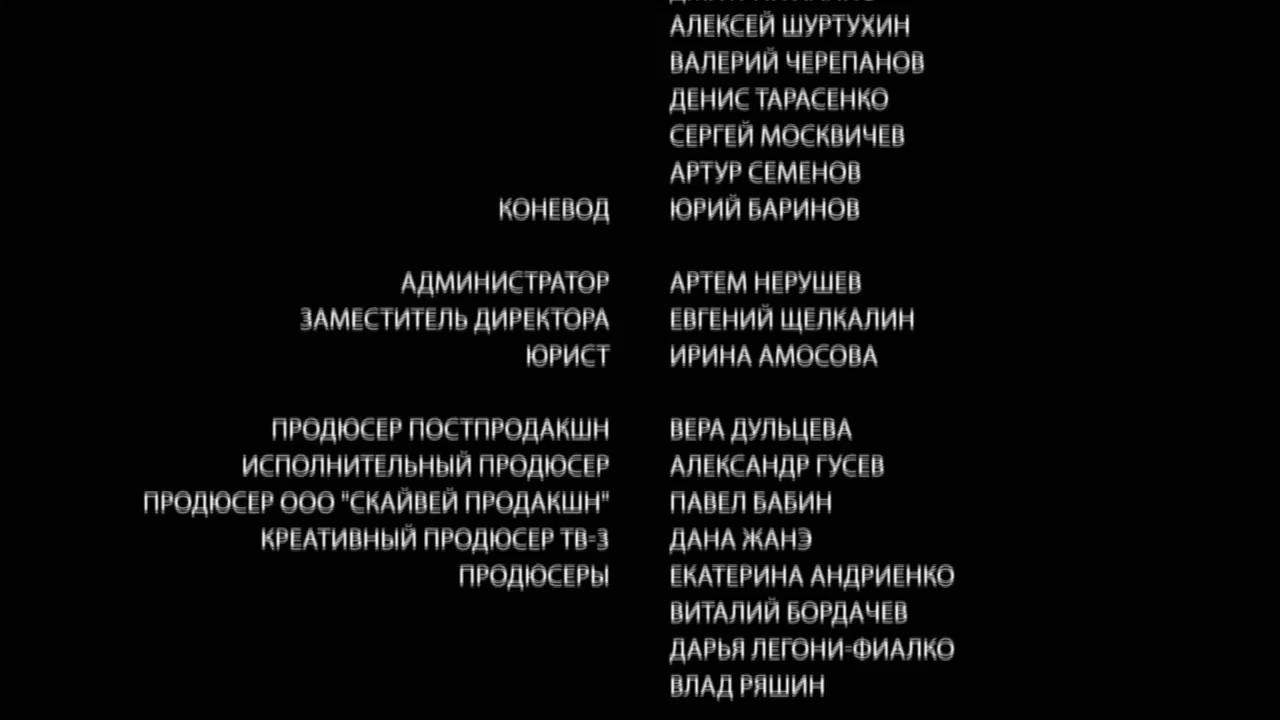 АЛЕКСЕЙ ШУРТУХИН
ВАЛЕРИЙ ЧЕРЕПАНОВ
ДЕНИС ТАРАСЕНКО
СЕРГЕЙ МОСКВИЧЕВ
АРТУР СЕМЕНОВ
КОНЕВОД ЮРИЙ БАРИНОВ
АДМИНИСТРАТОР АРТЕМ НЕРУШЕВ
ЗАМЕСТИТЕЛЬ ДИРЕКТОРА ЕВГЕНИЙ ЩЕЛКАЛИН
ЮРИСТ ИРИНА АМОСОВА
ПРОДЮСЕР ПОСТПРОДАКШН ВЕРА ДУЛЬЦЕВА
ИСПОЛНИТЕЛЬНЫЙ ПРОДЮСЕР АЛЕКСАНДР ГУСЕВ
ПРОДЮСЕР ООО "СКАЙВЕЙ ПРОДАКШН" ПАВЕЛ БАБИН
КРЕАТИВНЫЙ ПРОДЮСЕР ТВ-3 ДАНА ЖАНЭ
ПРОДЮСЕРЫ ЕКАТЕРИНА АНДРИЕНКО
ВИТАЛИЙ БОРДАЧЕВ
ДАРЬЯ ЛЕГОНИ-ФИАЛКО
ВЛАД РЯШИН